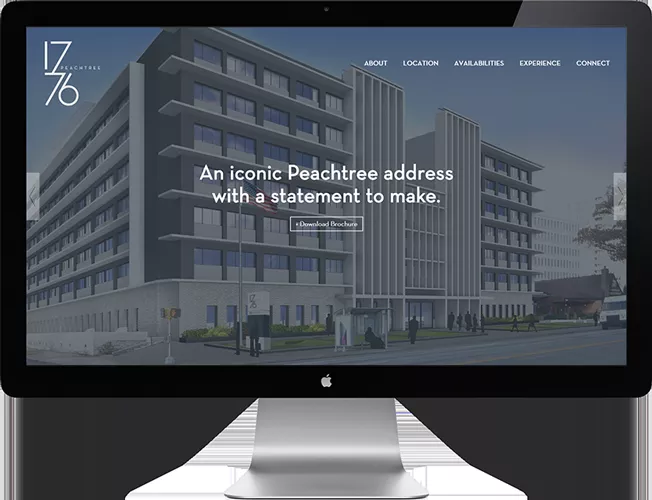 17
PEACHTREE
76
ABOUT LOCATION AVAILABILITIES EXPERIENCE CONNECT
An iconic Peachtree address
with a statement to make.
Download Brochure